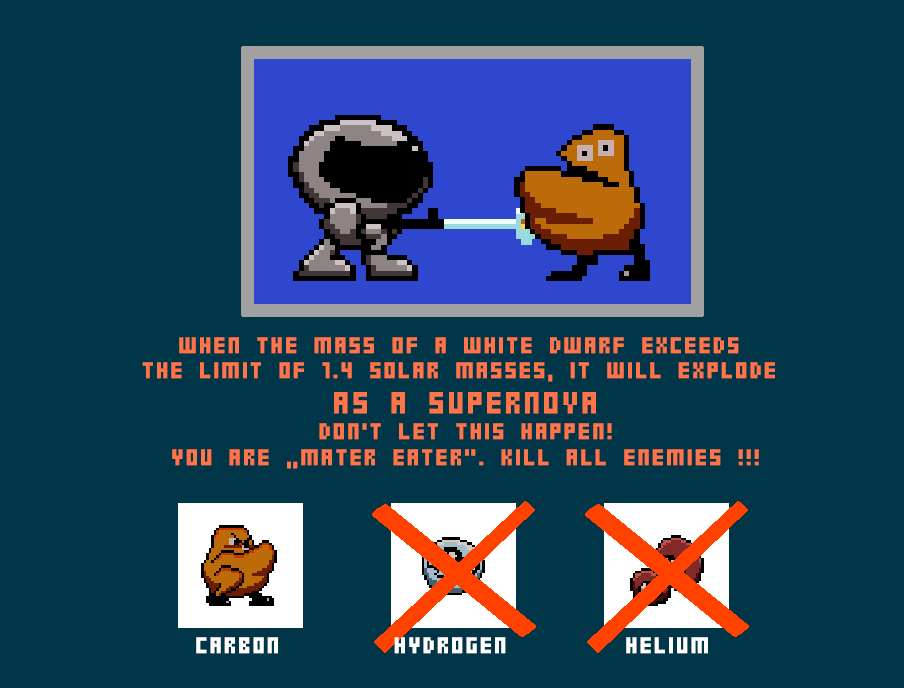 WHEN THE MASS OF A WHITE DWARF EXCEEDS
THE LIMIT OF 1.4 SOLAR MASSES, IT WILL EXPLODE
AS A SUPERNOVA
DON'T LET THIS HAPPEN!
YOU ARE „MATER EATER". KILL ALL ENEMIES !!!
CARBON
HYDROGEN
HELIUM